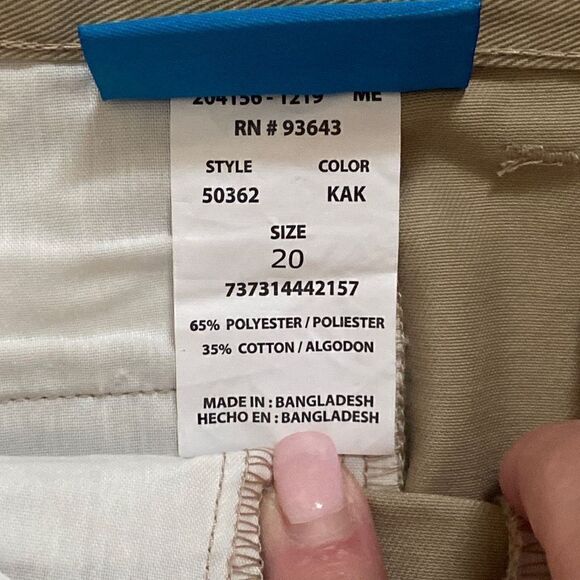 204156 - 1219 ME
RN # 93643
STYLE COLOR
50362 KAK
SIZE
20
737314442157
65% POLYESTER / POLIESTER
35% COTTON / ALGODON
MADE IN : BANGLADESH
HECHO EN : BANGLADESH